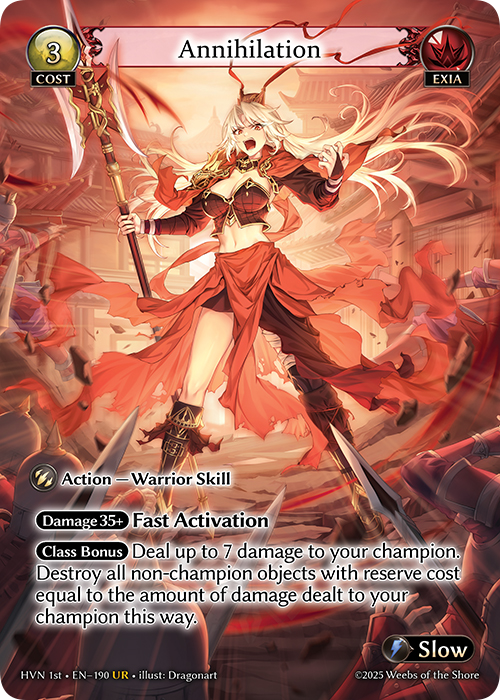 3
COST
Annihilation
EXIA
Action — Warrior Skill
Damage 35+ Fast Activation
Class Bonus Deal up to 7 damage to your champion.
Destroy all non-champion objects with reserve cost
equal to the amount of damage dealt to your
champion this way.
Slow
HVN 1st • EN-190 UR • illust: Dragonart
©2025 Weebs of the Shore